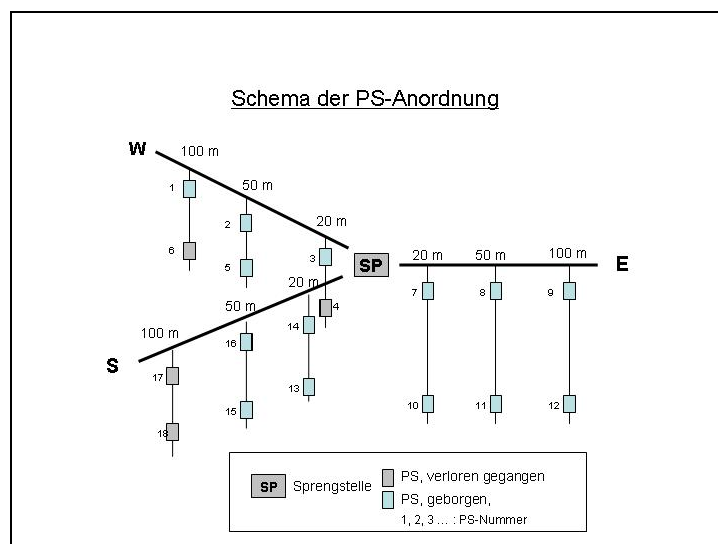 Schema der PS-Anordnung
W
100 m
50 m
20 m
1
2
3
6
5
4
SP
20 m
50 m
100 m
E
7
8
9
10
11
12
20 m
50 m
100 m
S
14
16
17
13
15
18
SP
Sprengstelle
PS, verloren gegangen
PS, geborgen,
1, 2, 3 ... : PS-Nummer